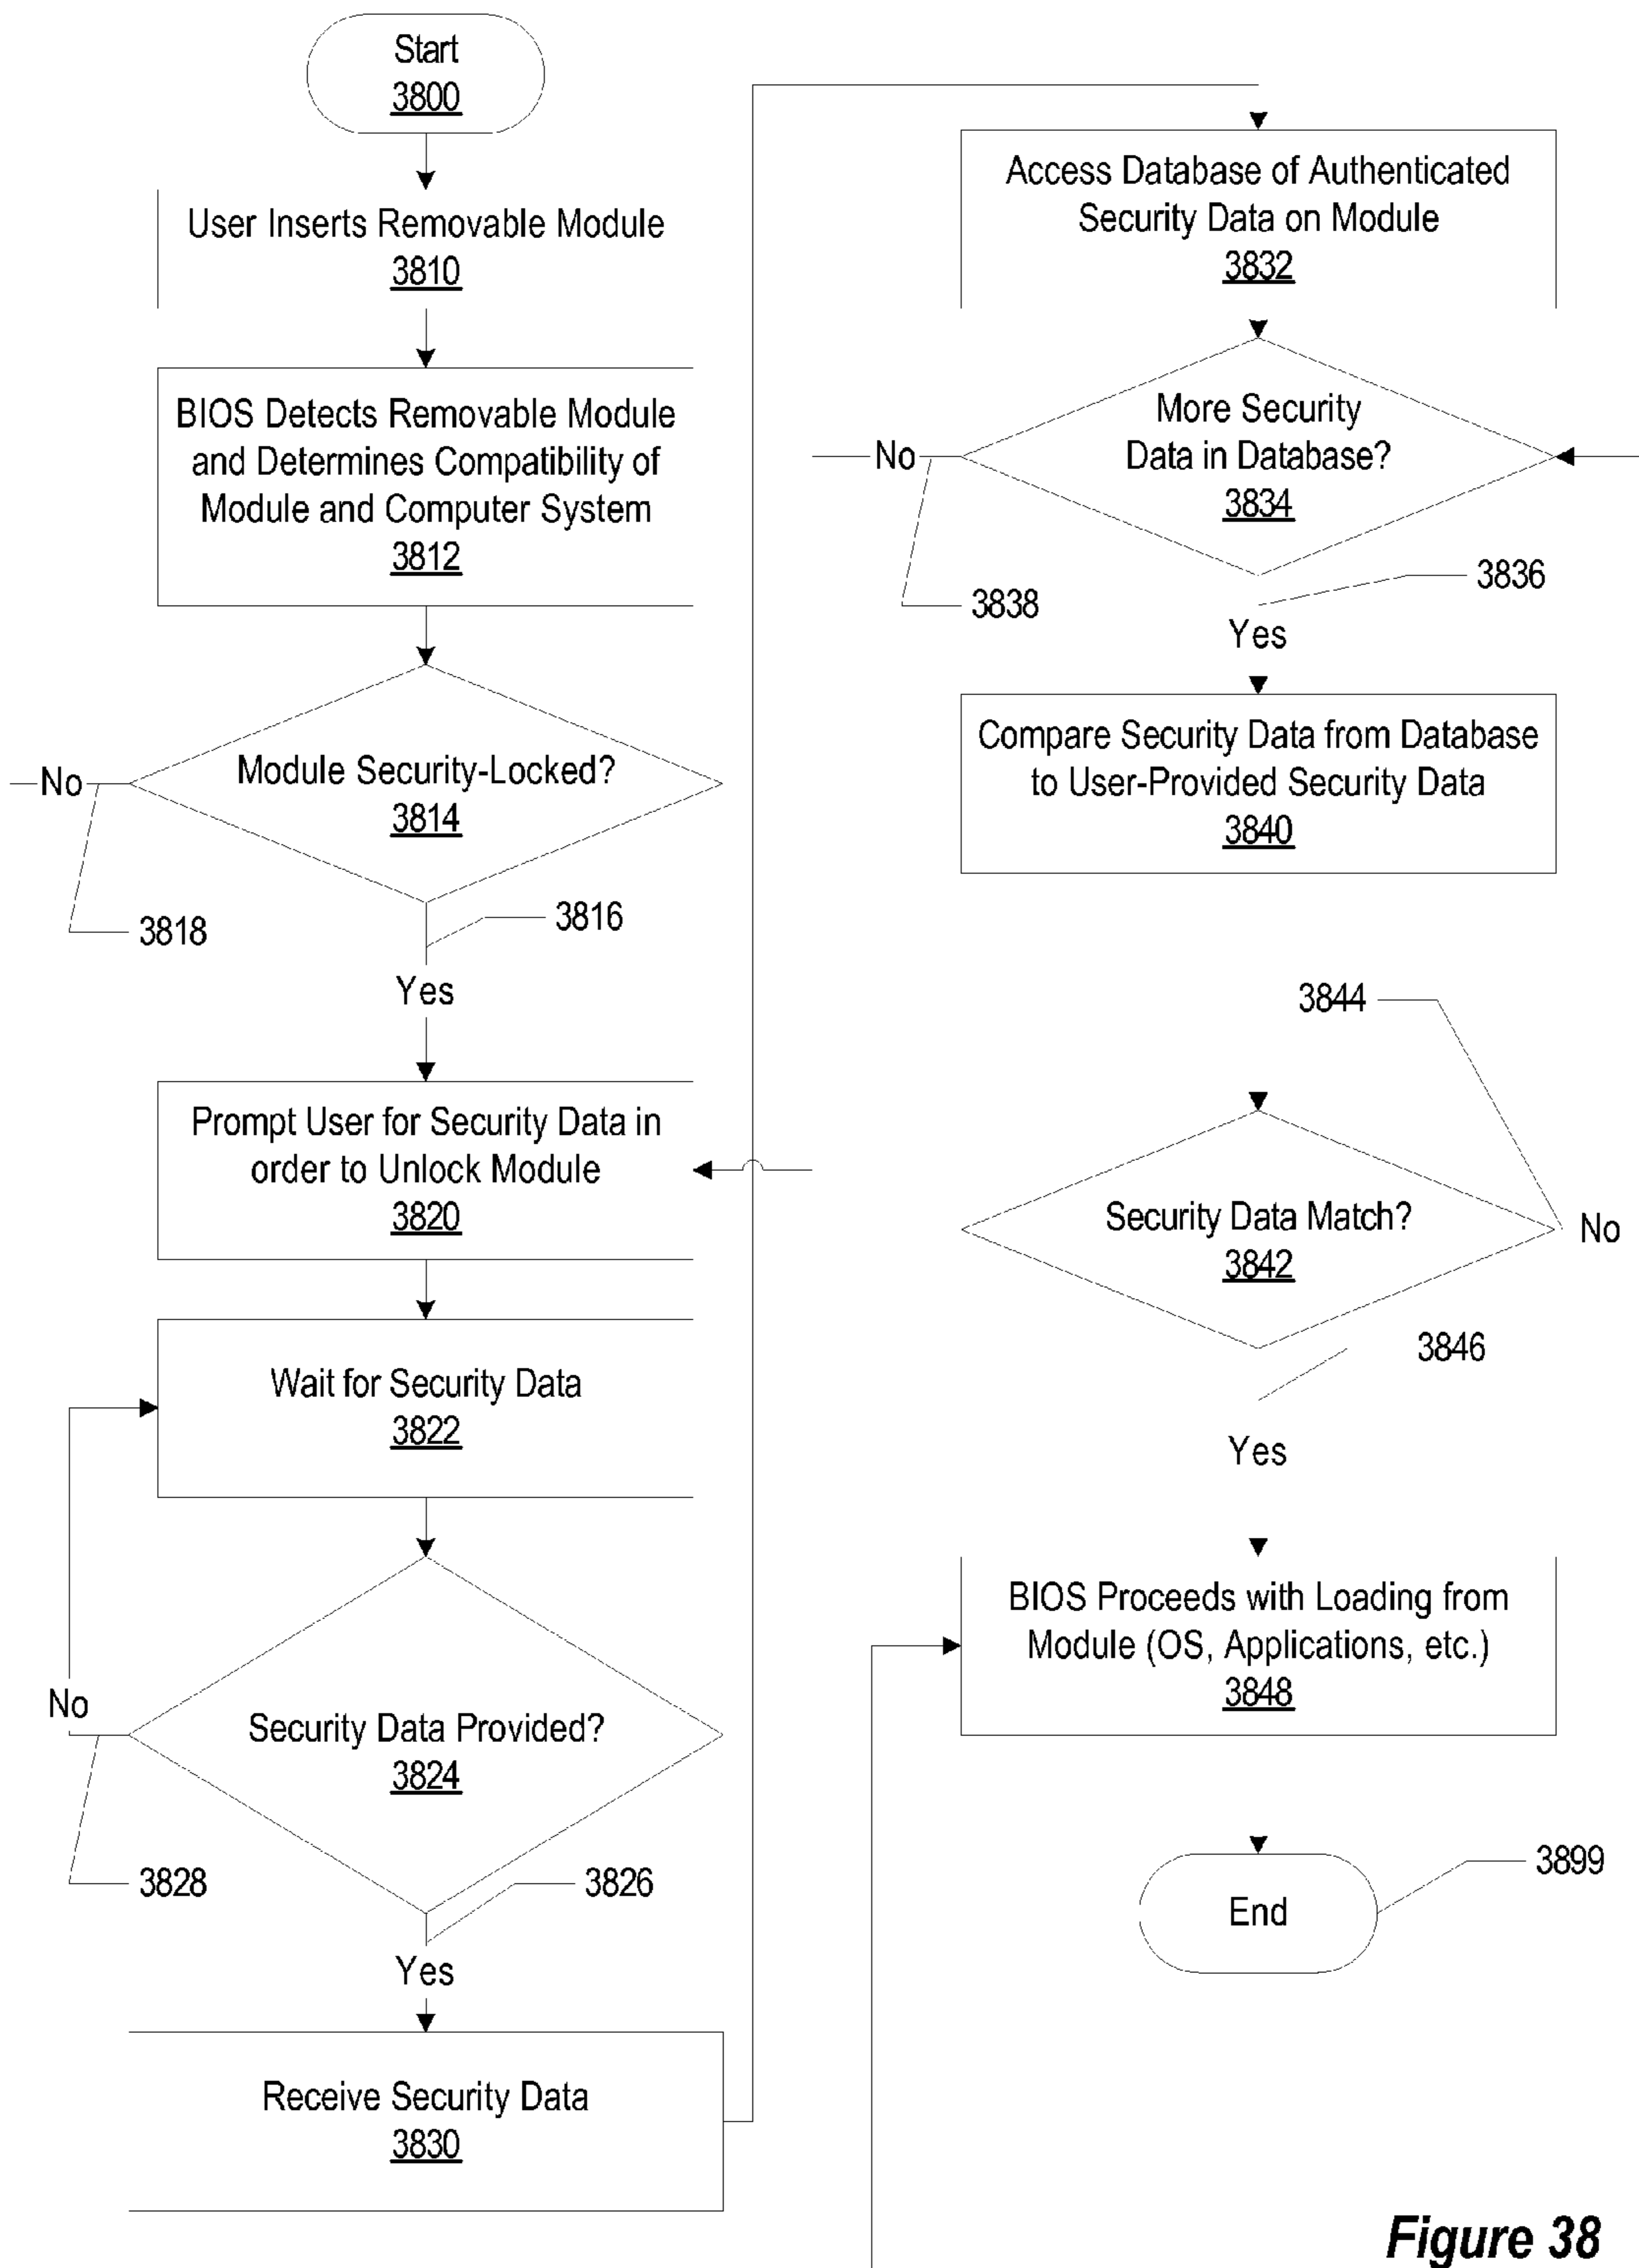 Start
3800
User Inserts Removable Module
3810
BIOS Detects Removable Module
and Determines Compatibility of
Module and Computer System
3812
Module Security-Locked?
3814
No
3818
3816
Yes
Prompt User for Security Data in
order to Unlock Module
3820
Wait for Security Data
3822
No
Security Data Provided?
3824
3828
3826
Yes
Receive Security Data
3830
Access Database of Authenticated
Security Data on Module
3832
More Security
Data in Database?
3834
No
3838
3836
Yes
Compare Security Data from Database
to User-Provided Security Data
3840
3844
Security Data Match?
3842
No
3846
Yes
BIOS Proceeds with Loading from
Module (OS, Applications, etc.)
3848
End
3899
Figure 38